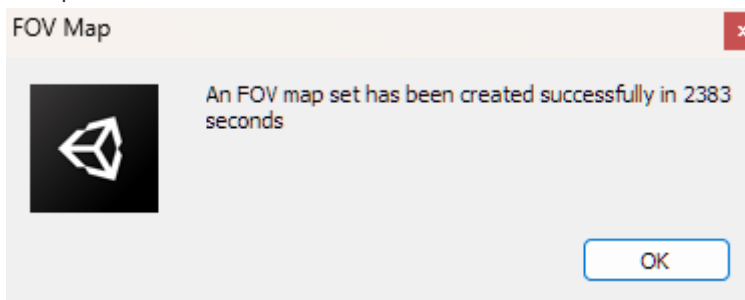 FOV Map
An FOV map set has been created successfully in 2383
seconds
OK